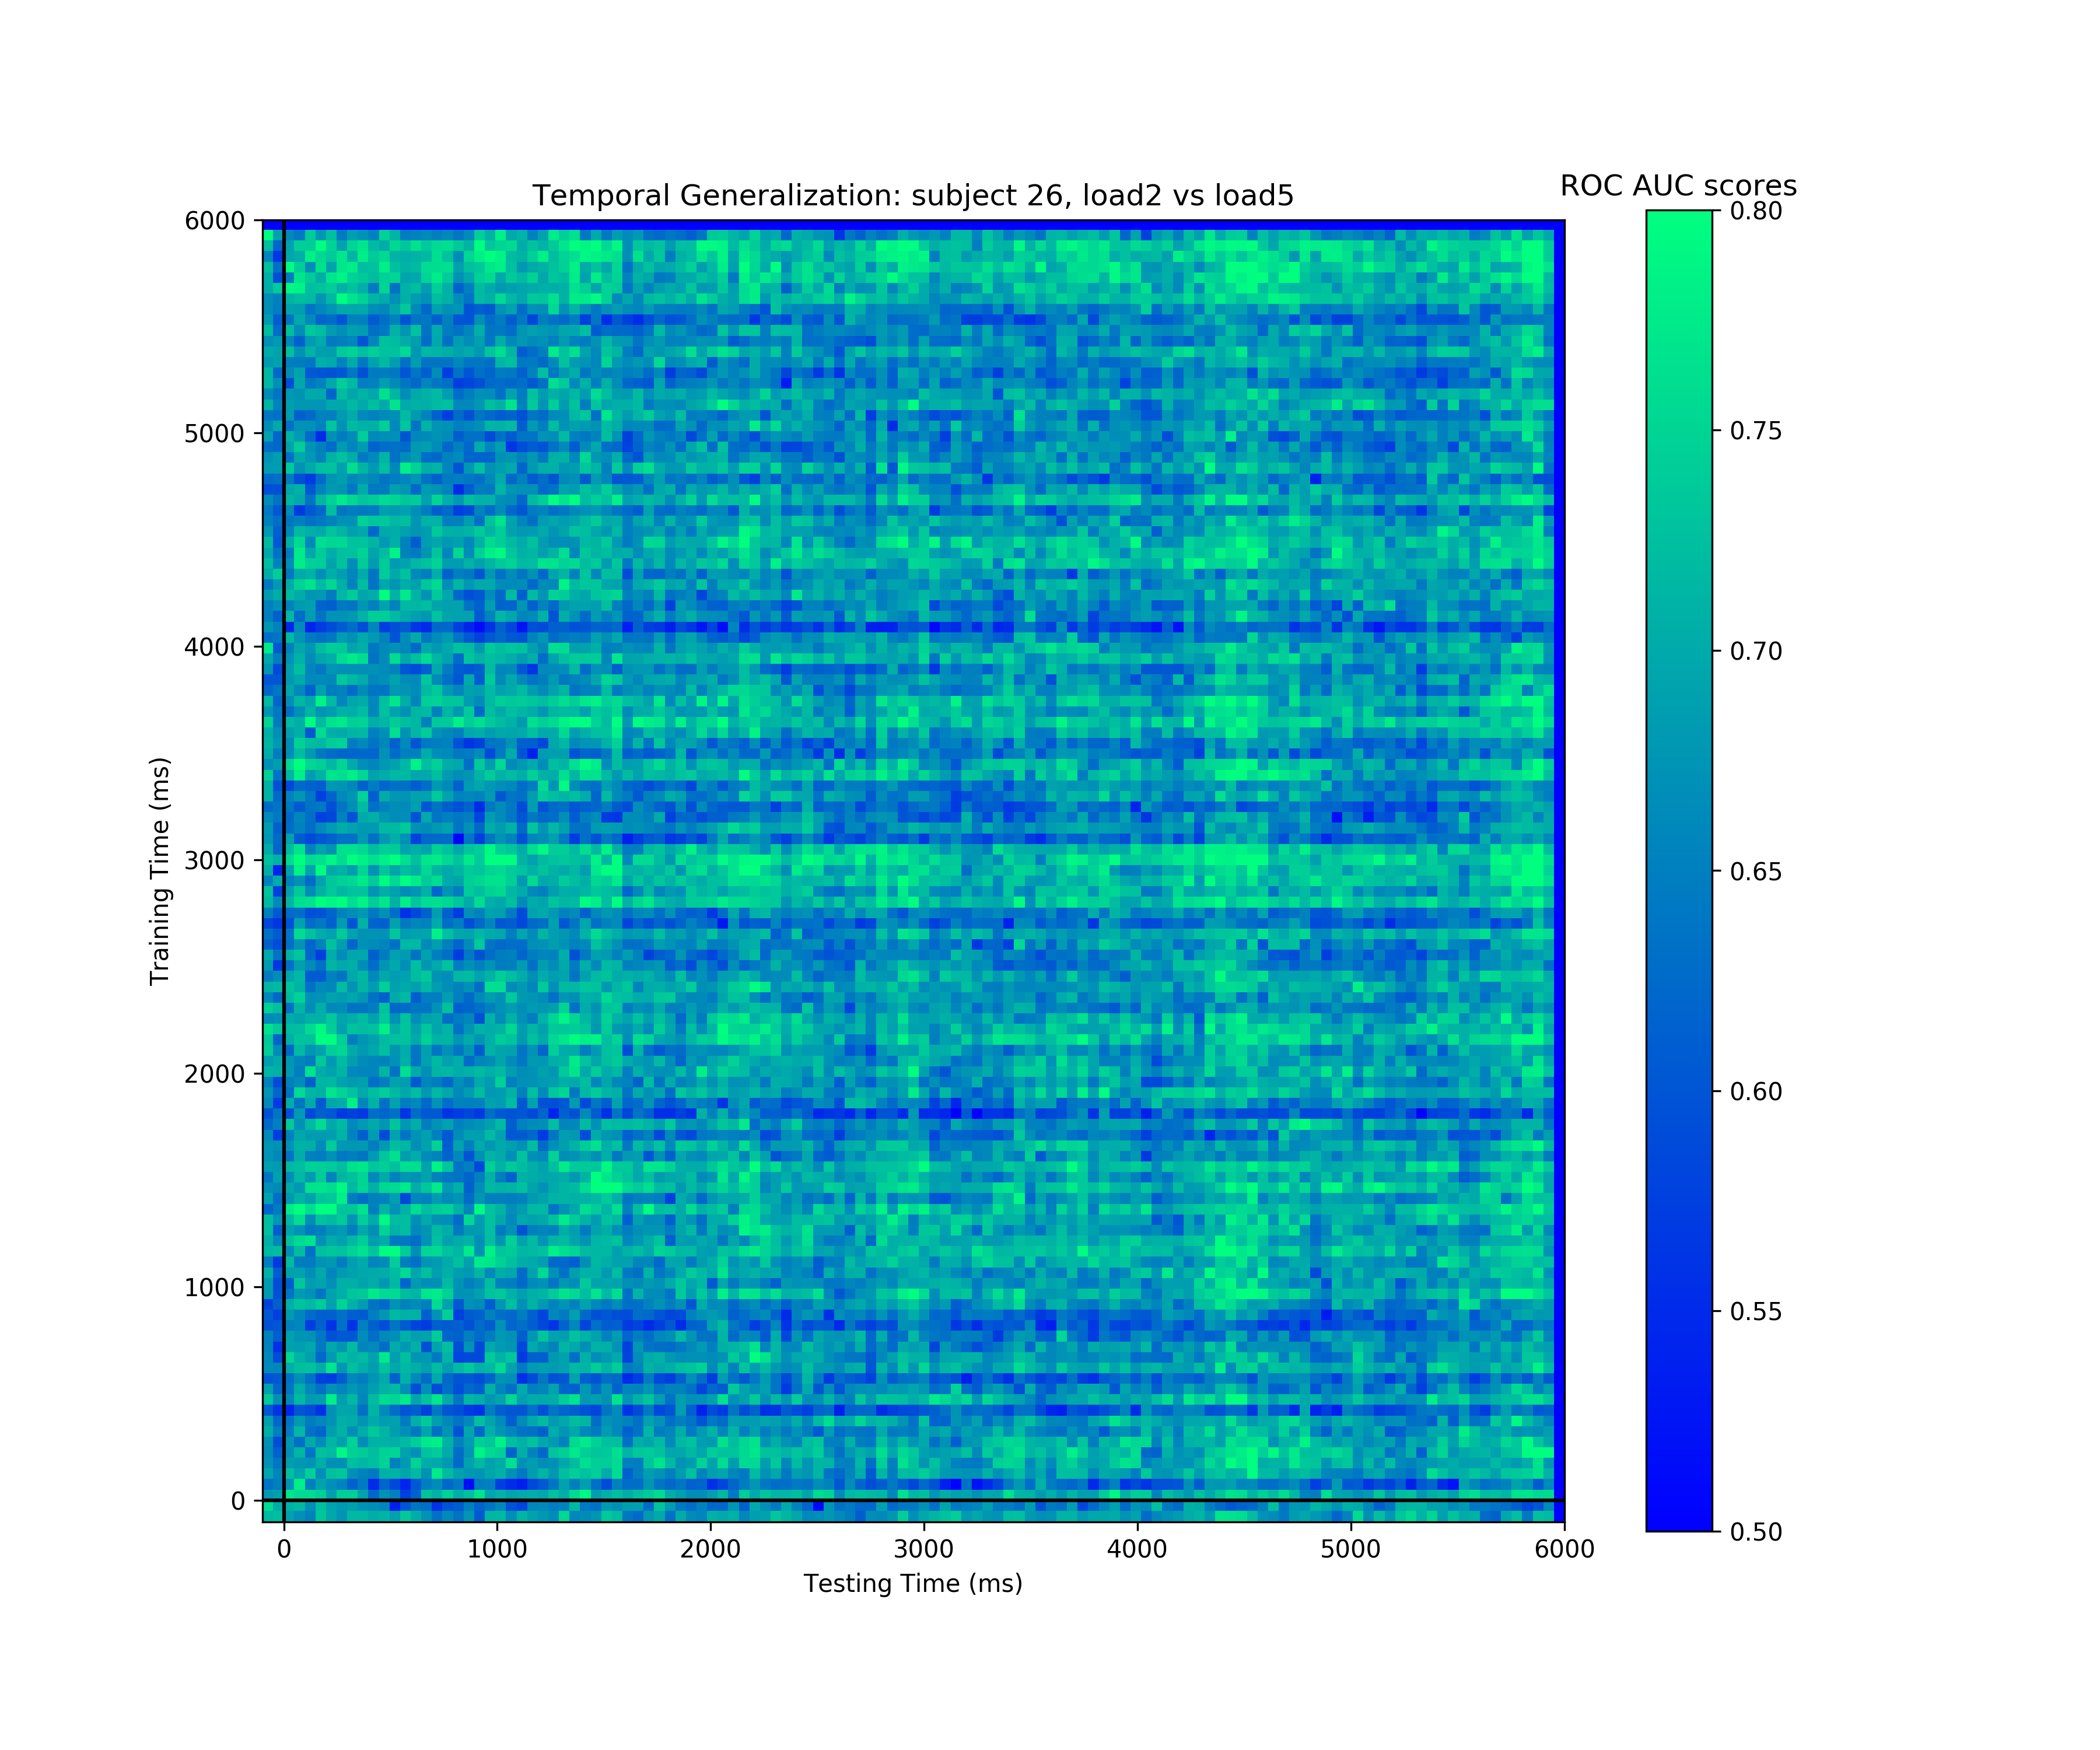 Temporal Generalization: subject 26, load2 vs load5
ROC AUC scores
6000
5000
4000
3000
2000
1000
0
Training Time (ms)
0 1000 2000 3000 4000 5000 6000
Testing Time (ms)
0.80
0.75
0.70
0.65
0.60
0.55
0.50